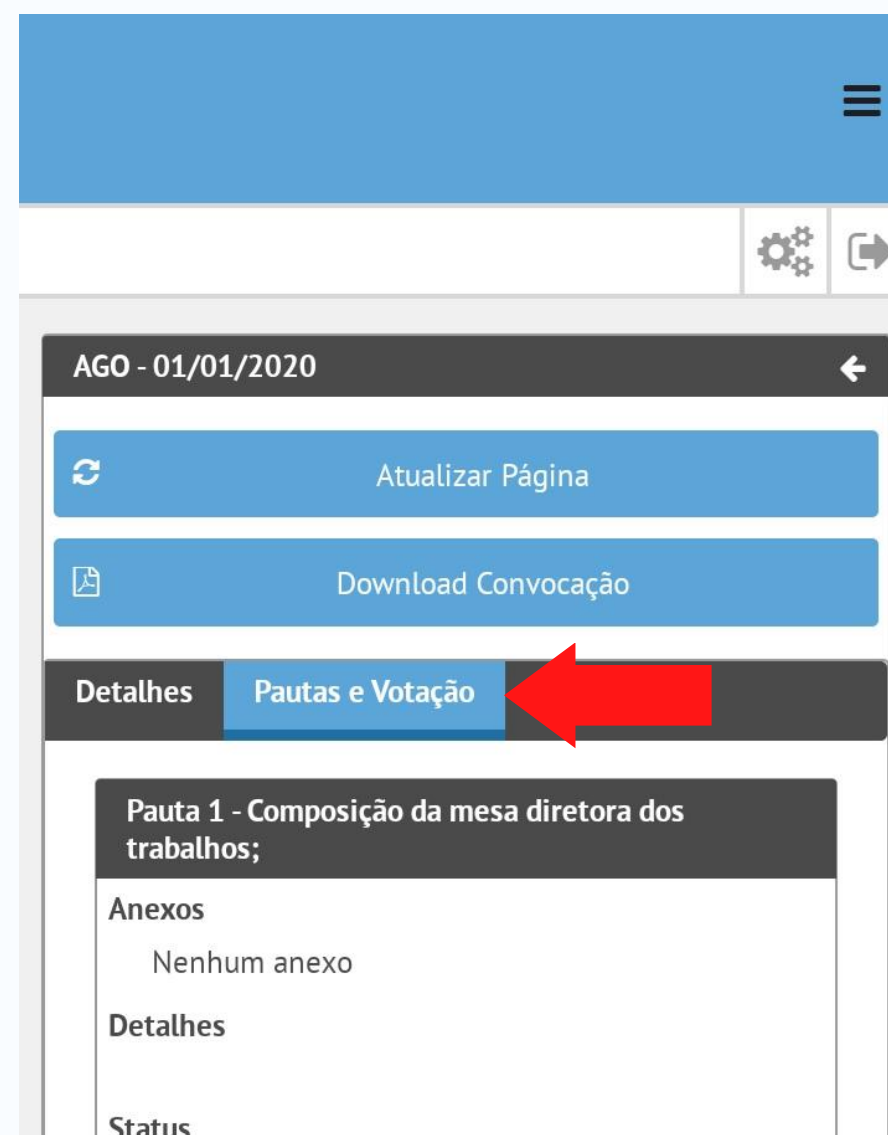 AGO - 01/01/2020
Atualizar Página
Download Convocação
Detalhes Pautas e Votação
Pauta 1 - Composição da mesa diretora dos
trabalhos;
Anexos
Nenhum anexo
Detalhes
Status